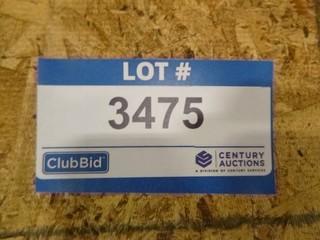 LOT #
3475
ClubBid
CENTURY
AUCTIONS
A DIVISION OF CENTURY SERVICES